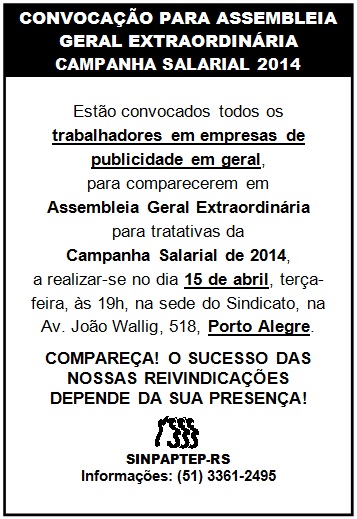 CONVOCAÇÃO PARA ASSEMBLEIA
GERAL EXTRAORDINÁRIA
CAMPANHA SALARIAL 2014
Estão convocados todos os
trabalhadores em empresas de
publicidade em geral,
para comparecerem em
Assembleia Geral Extraordinária
para tratativas da
Campanha Salarial de 2014,
a realizar-se no dia 15 de abril, terça-
feira, às 19h, na sede do Sindicato, na
Av. João Wallig, 518, Porto Alegre.
COMPAREÇA! O SUCESSO DAS
NOSSAS REIVINDICAÇÕES
DEPENDE DA SUA PRESENÇA!
SINPAPTEP-RS
Informações: (51) 3361-2495